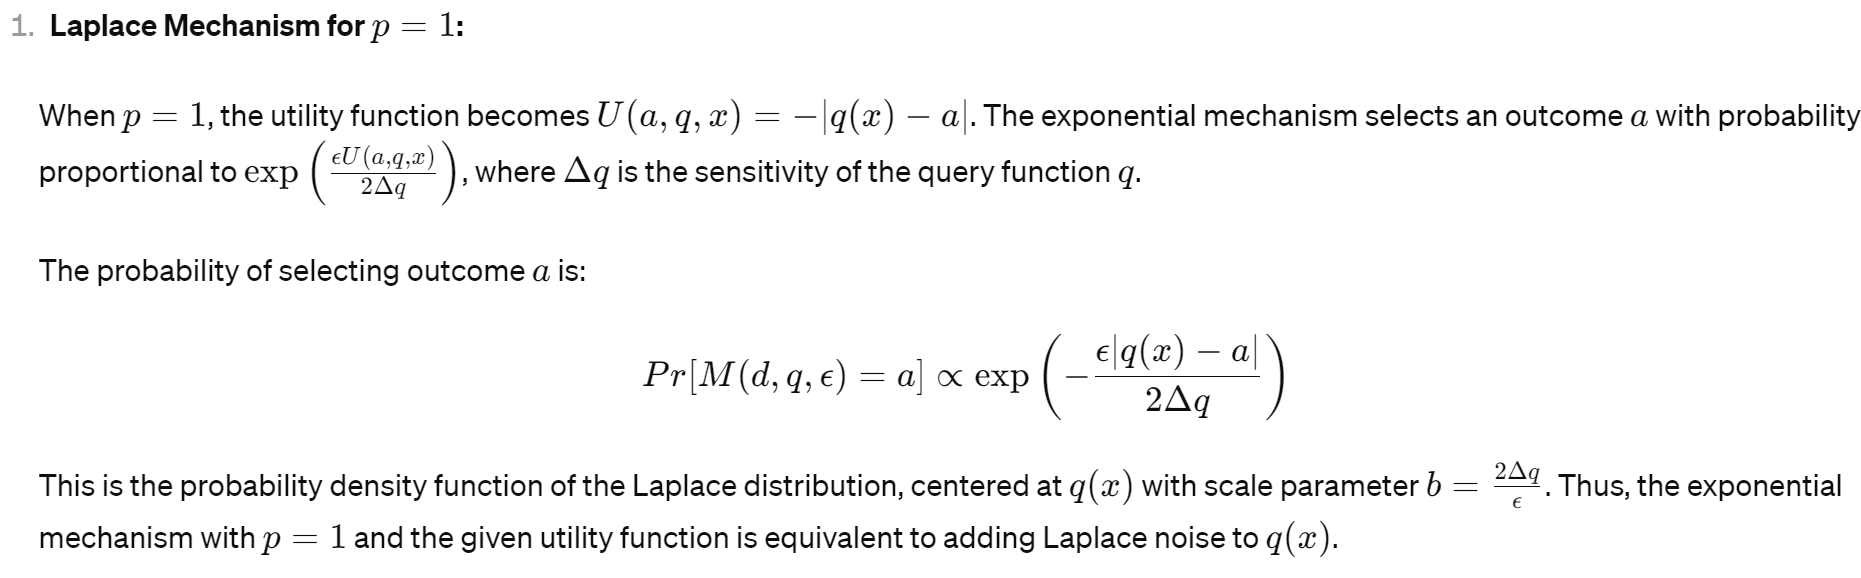 1. Laplace Mechanism for p = 1:
When p = 1, the utility function becomes U(a, q, x) = −|q(x) − a|. The exponential mechanism selects an outcome a with probability
proportional to exp(ϵU(a,q,x)/2Δq), where Δq is the sensitivity of the query function q.
The probability of selecting outcome a is:
Pr[M(d, q, ϵ) = a] ∝ exp(−ϵ|q(x) − a|/2Δq)
This is the probability density function of the Laplace distribution, centered at q(x) with scale parameter b = 2Δq/ϵ. Thus, the exponential
mechanism with p = 1 and the given utility function is equivalent to adding Laplace noise to q(x).